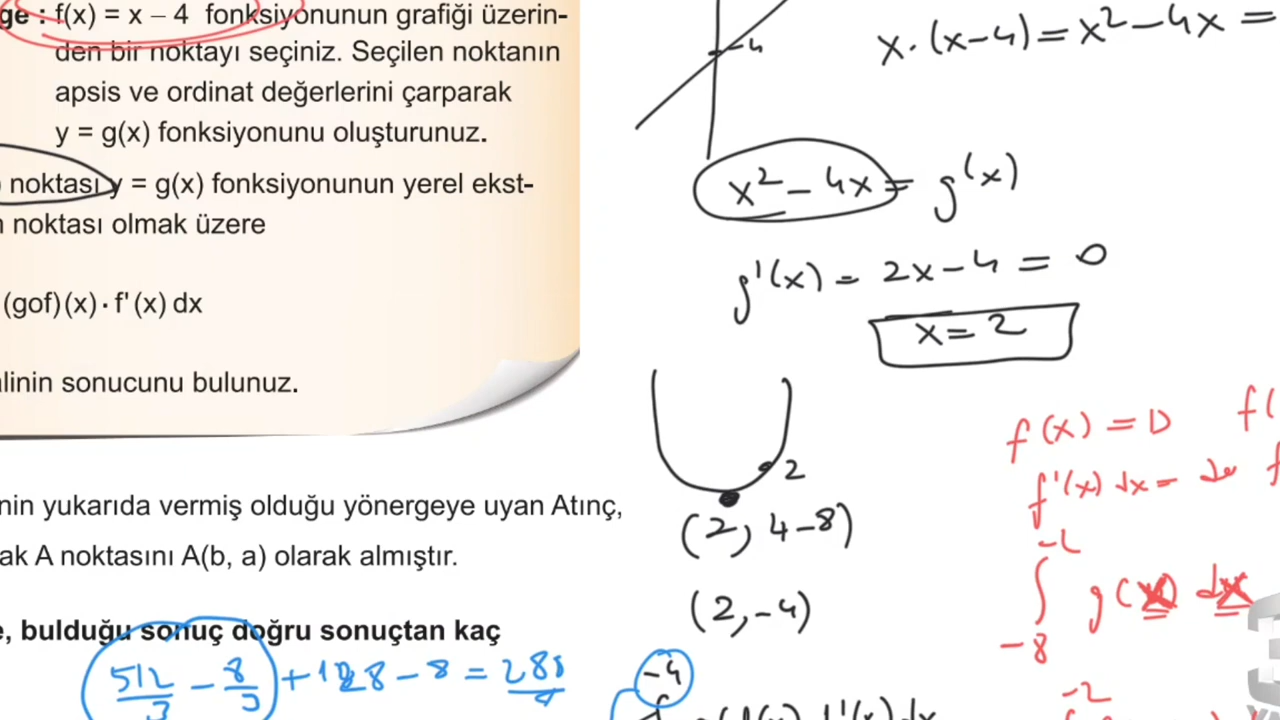 ge : f(x) = x – 4 fonksiyonunun grafiği üzerin-
den bir noktayı seçiniz. Seçilen noktanın
apsis ve ordinat değerlerini çarparak
y = g(x) fonksiyonunu oluşturunuz.
noktası y = g(x) fonksiyonunun yerel ekst-
noktası olmak üzere
(gof)(x) · f'(x) dx
linin sonucunu bulunuz.
nin yukarıda vermiş olduğu yönergeye uyan Atınç,
ak A noktasını A(b, a) olarak almıştır.
e, bulduğu sonuç doğru sonuçtan kaç
512/3 – 8/3 + 128 – 8 = 288
-4
x·(x–4) = x² – 4x =
x² – 4x = g(x)
g'(x) = 2x – 4 = 0
x = 2
2
(2, 4–8)
(2, –4)
f(x) = D
f'(x) dx =
∫ g(x) dx
-8
-2
-4